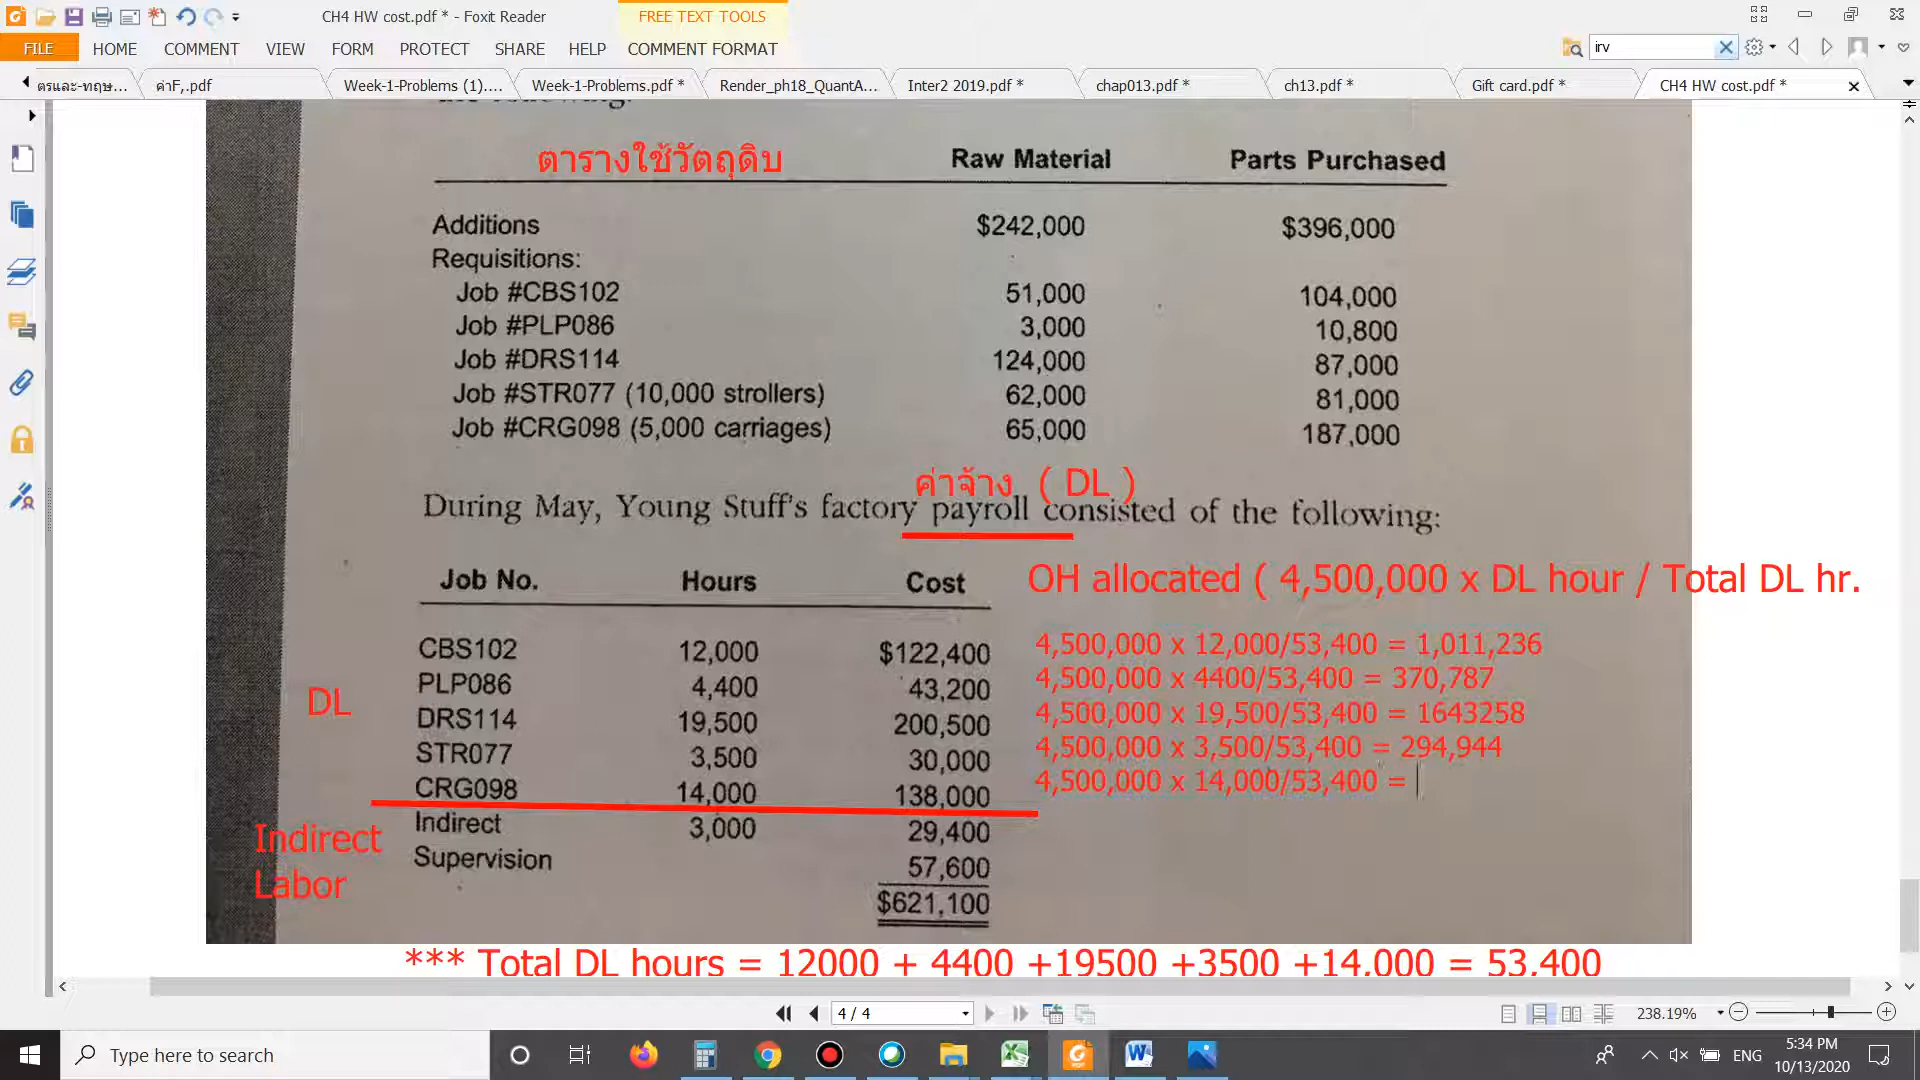 CH4 HW cost.pdf * - Foxit Reader
FREE TEXT TOOLS
FILE HOME COMMENT VIEW FORM PROTECT SHARE HELP COMMENT FORMAT
irv
ตรและ-ทฤษ... ค่าF,.pdf Week-1-Problems (1).... Week-1-Problems.pdf * Render_ph18_QuantA... Inter2 2019.pdf * chap013.pdf * ch13.pdf * Gift card.pdf * CH4 HW cost.pdf *
ตารางใช้วัตถุดิบ Raw Material Parts Purchased
Additions $242,000 $396,000
Requisitions:
Job #CBS102 51,000 104,000
Job #PLP086 3,000 10,800
Job #DRS114 124,000 87,000
Job #STR077 (10,000 strollers) 62,000 81,000
Job #CRG098 (5,000 carriages) 65,000 187,000
ค่าจ้าง ( DL )
During May, Young Stuff's factory payroll consisted of the following:
Job No. Hours Cost OH allocated ( 4,500,000 x DL hour / Total DL hr.
CBS102 12,000 $122,400 4,500,000 x 12,000/53,400 = 1,011,236
PLP086 4,400 43,200 4,500,000 x 4400/53,400 = 370,787
DL DRS114 19,500 200,500 4,500,000 x 19,500/53,400 = 1643258
STR077 3,500 30,000 4,500,000 x 3,500/53,400 = 294,944
CRG098 14,000 138,000 4,500,000 x 14,000/53,400 =
Indirect Labor
Indirect 3,000 29,400
Supervision 57,600
$621,100
*** Total DL hours = 12000 + 4400 +19500 +3500 +14,000 = 53,400
4 / 4
238.19%
Type here to search
ENG
5:34 PM
10/13/2020